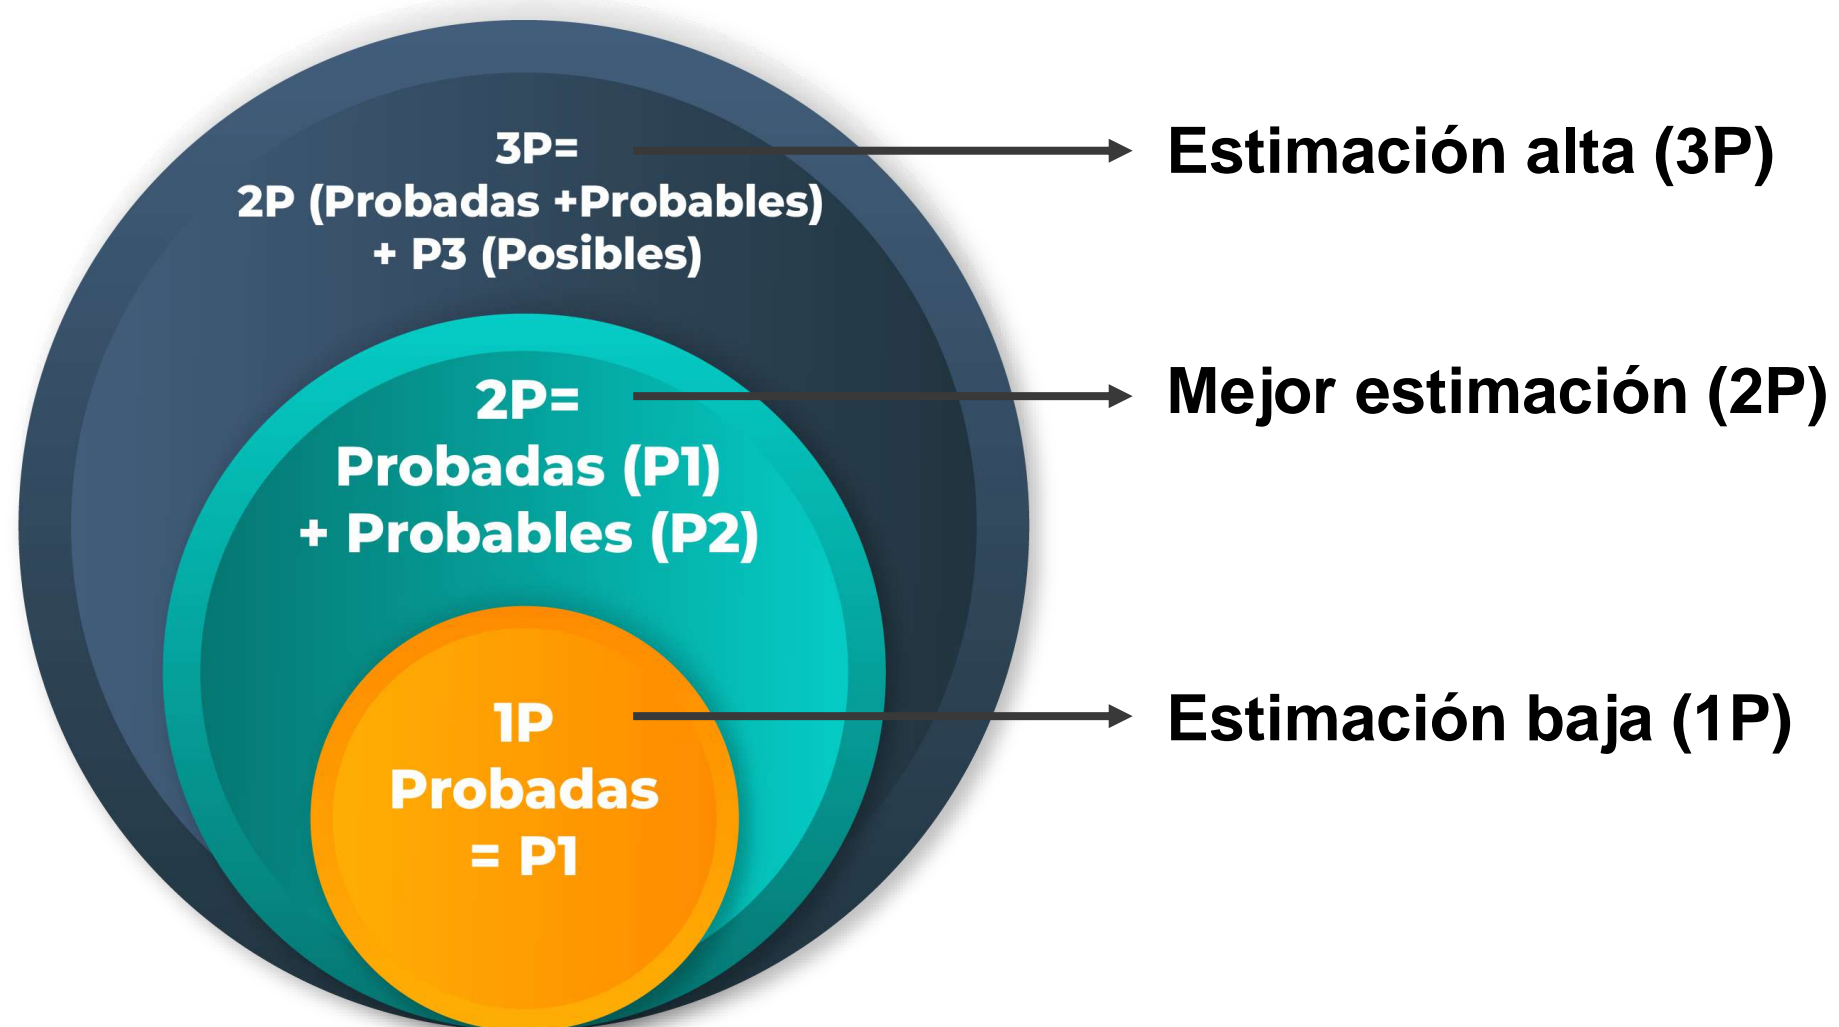 3P=
2P (Probadas +Probables)
+ P3 (Posibles)
Estimación alta (3P)
2P=
Probadas (P1)
+ Probables (P2)
Mejor estimación (2P)
1P
Probadas
= P1
Estimación baja (1P)